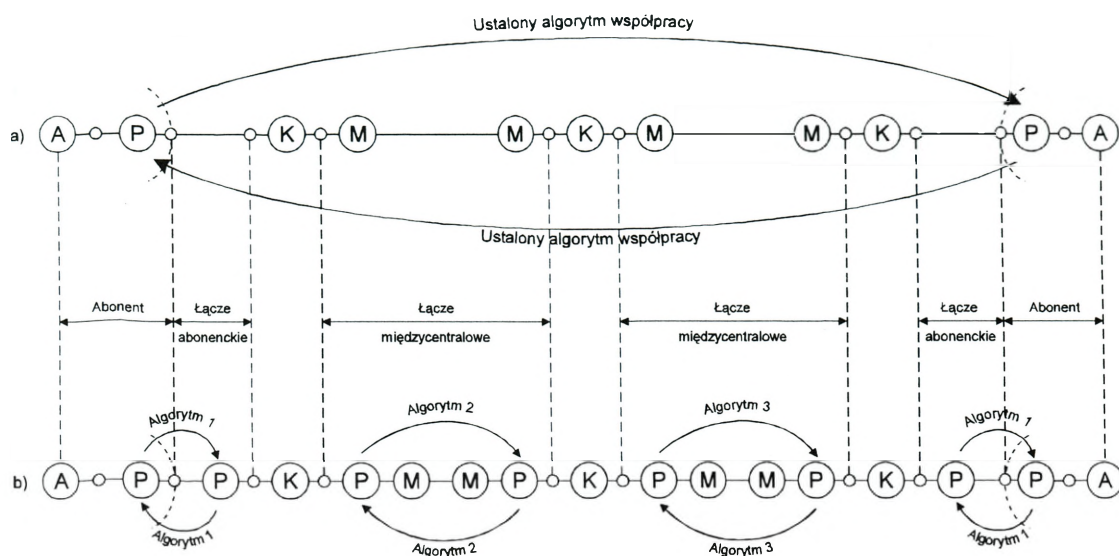 Ustalony algorytm współpracy
a) A P K M M K M M K P A
Ustalony algorytm współpracy
Abonent Łącze abonenckie Łącze międzycentralowe Łącze międzycentralowe Łącze abonenckie Abonent
Algorytm 1 Algorytm 2 Algorytm 3 Algorytm 1
b) A P P K P M M P K P M M P K P P A
Algorytm 1 Algorytm 2 Algorytm 3 Algorytm 1